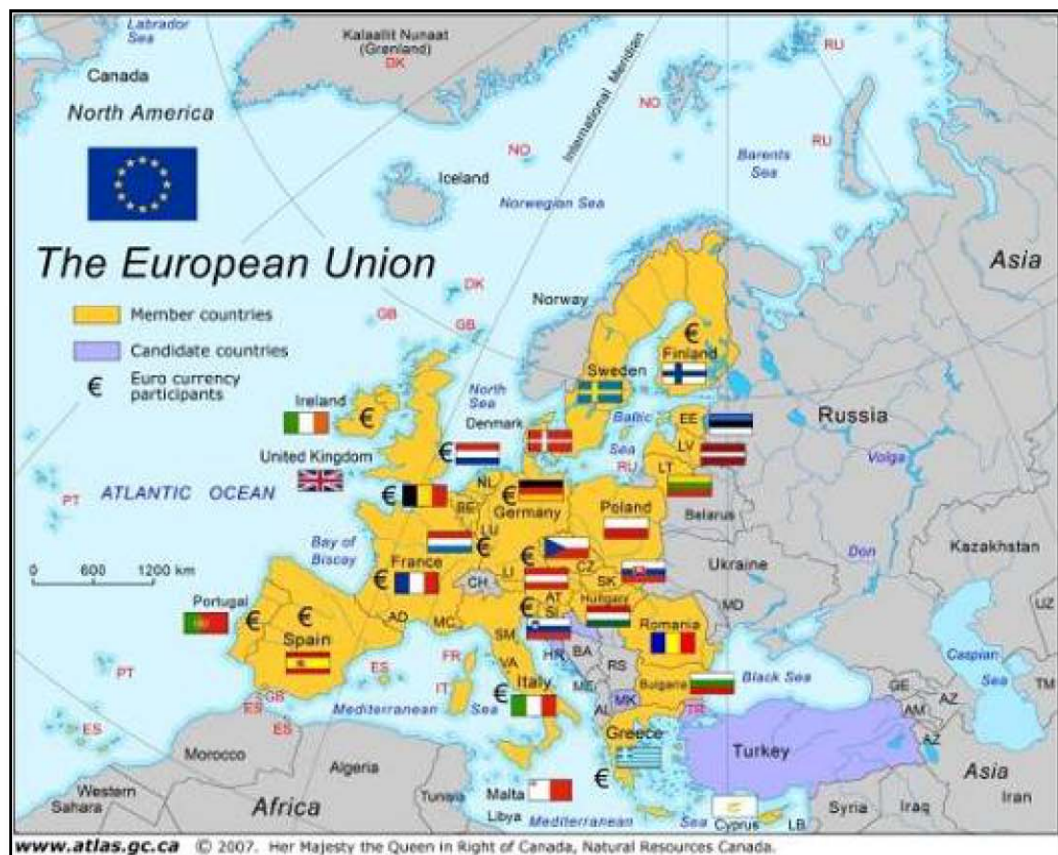 Labrador
Sea
Kalaallit Nunaat
(Grønland)
DK
Canada
North America
International Meridian
RU
NO
NO
RU
Barents
Sea
Iceland
Norwegian Sea
The European Union
Asia
Member countries
Candidate countries
€ Euro currency
participants
DK
GB
GB
Norway
€
Finland
Sweden
North
Sea
Ireland
€
Denmark
Baltic
Sea
EE
LV
LT
RU
Russia
Volga
United Kingdom
€
ATLANTIC OCEAN
PT
€
NL
BE
LU
€
Germany
Poland
Belarus
Bay of
Biscay
€
€
France
€
LI
CH
CZ
SK
AT
Hungary
Ukraine
Don
Kazakhstan
0 600 1200 km
Portugal
€
€
Spain
AD
MC
€
SI
SM
HR
VA
BA
RS
ME
MK
AL
Romania
MD
UZ
Caspian
Sea
TM
PT
ES
FR
IT
€
Italy
Bulgaria
Black Sea
GE
AM
AZ
AZ
GB
ES
ES
ES
Mediterranean Sea
TR
Greece
€
Turkey
Morocco
Algeria
Tunisia
Malta
Libya
Mediterranean Sea
Cyprus
LB
Syria
Iraq
Iran
Asia
Western
Sahara
Africa
www.atlas.gc.ca © 2007. Her Majesty the Queen in Right of Canada, Natural Resources Canada.